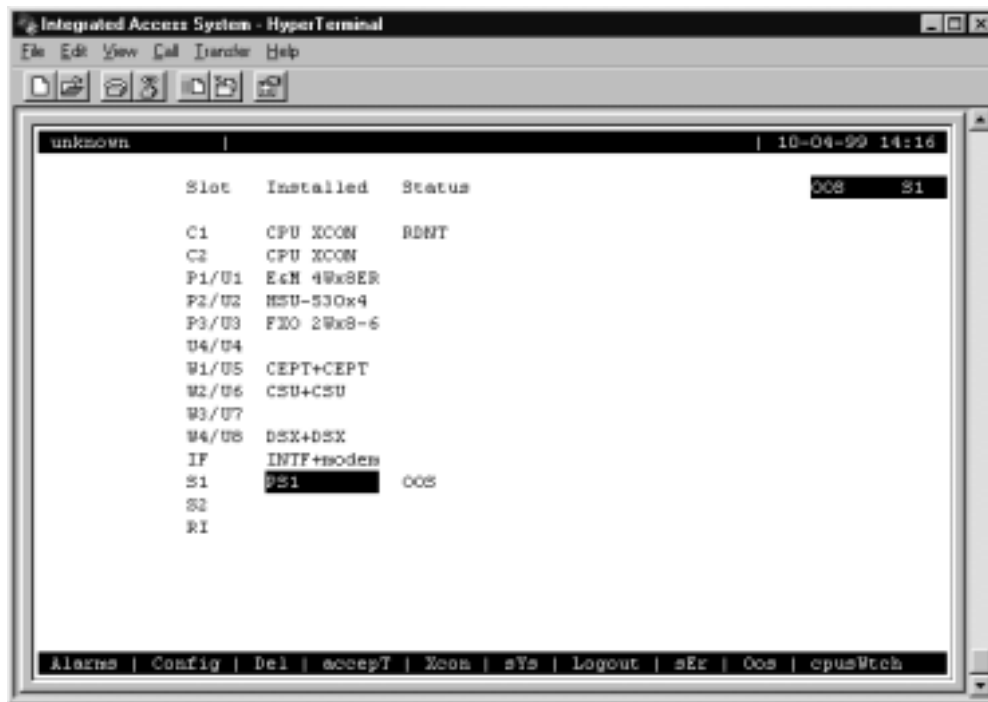 Integrated Access System - HyperTerminal
File Edit View Call Transfer Help
unknown | | 10-04-99 14:16
Slot Installed Status OOS S1
C1 CPU XCON RDNT
C2 CPU XCON
P1/U1 E&M 4Wx8ER
P2/U2 HSU-530x4
P3/U3 FXO 2Wx8-6
U4/U4
W1/U5 CEPT+CEPT
W2/U6 CSU+CSU
W3/U7
W4/U8 DSX+DSX
IF INTF+modem
S1 PS1 OOS
S2
RI
Alarms | Config | Del | accepT | Xcon | sYs | Logout | sEr | Oos | cpusWtch